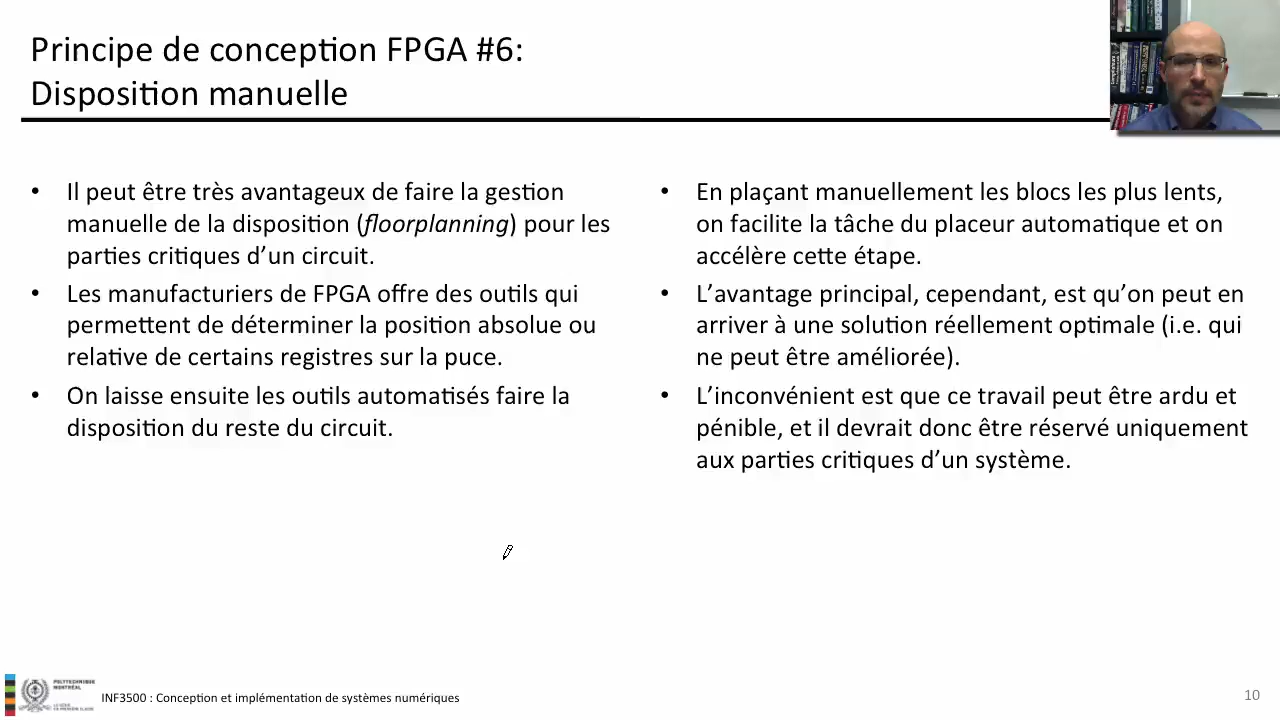 Principe de conception FPGA #6:
Disposition manuelle
• Il peut être très avantageux de faire la gestion
manuelle de la disposition (floorplanning) pour les
parties critiques d’un circuit.
• Les manufacturiers de FPGA offre des outils qui
permettent de déterminer la position absolue ou
relative de certains registres sur la puce.
• On laisse ensuite les outils automatisés faire la
disposition du reste du circuit.
• En plaçant manuellement les blocs les plus lents,
on facilite la tâche du placeur automatique et on
accélère cette étape.
• L’avantage principal, cependant, est qu’on peut en
arriver à une solution réellement optimale (i.e. qui
ne peut être améliorée).
• L’inconvénient est que ce travail peut être ardu et
pénible, et il devrait donc être réservé uniquement
aux parties critiques d’un système.
POLYTECHNIQUE
MONTRÉAL
INF3500 : Conception et implémentation de systèmes numériques
10